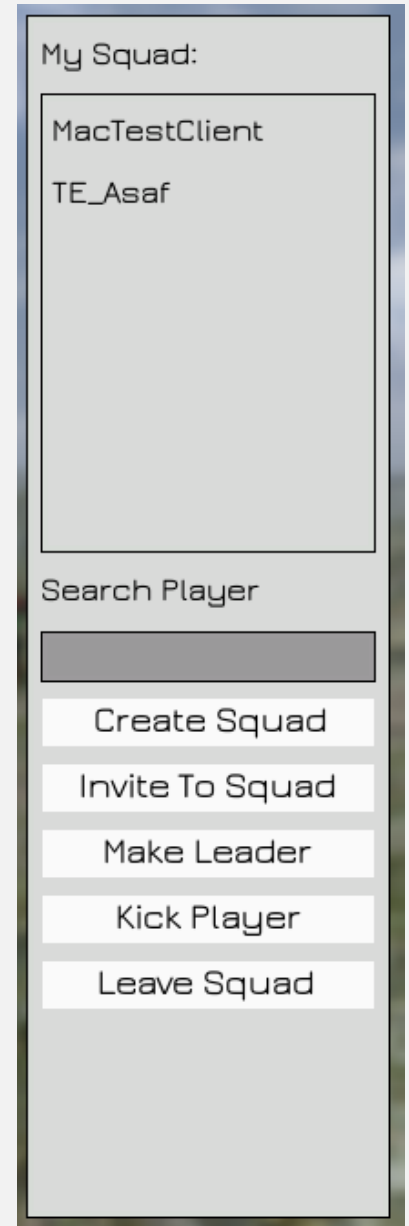 My Squad:
MacTestClient
TE_Asaf
Search Player
Create Squad
Invite To Squad
Make Leader
Kick Player
Leave Squad